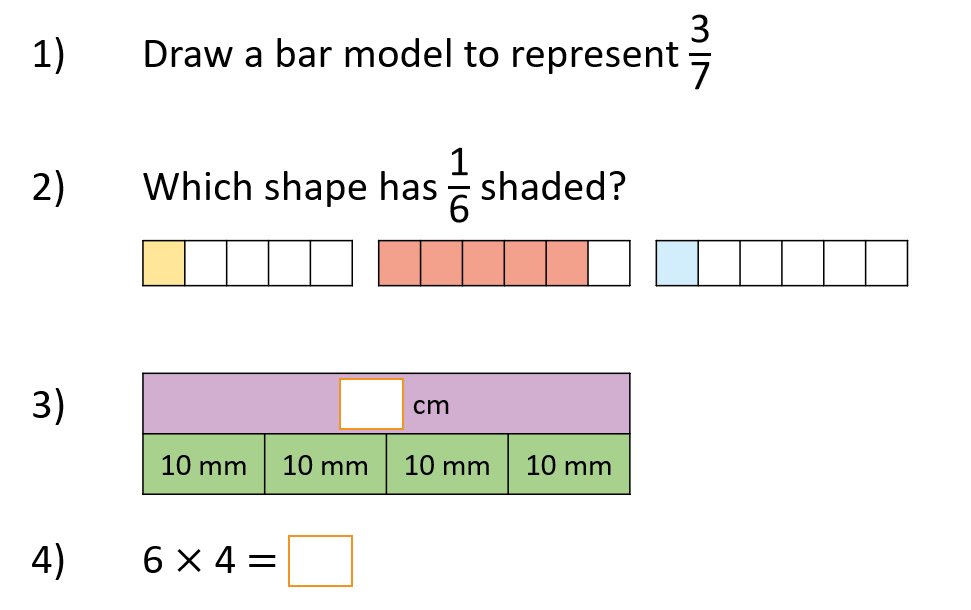 1) Draw a bar model to represent 3/7
2) Which shape has 1/6 shaded?
3) cm
10 mm 10 mm 10 mm 10 mm
4) 6 × 4 =